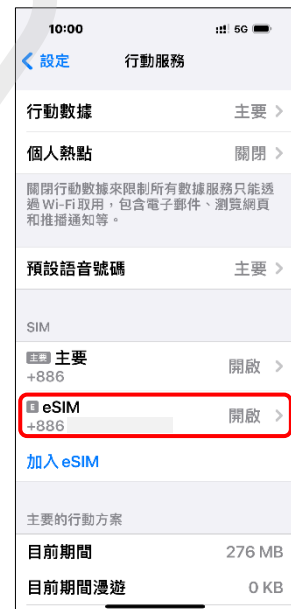 10:00 5G
設定 行動服務
行動數據 主要
個人熱點 關閉
關閉行動數據來限制所有數據服務只能透
過 Wi-Fi 取用，包含電子郵件、瀏覽網頁
和推播通知等。
預設語音號碼 主要
SIM
主要 主要
+886 開啟
E eSIM
+886 開啟
加入 eSIM
主要的行動方案
目前期間 276 MB
目前期間漫遊 0 KB